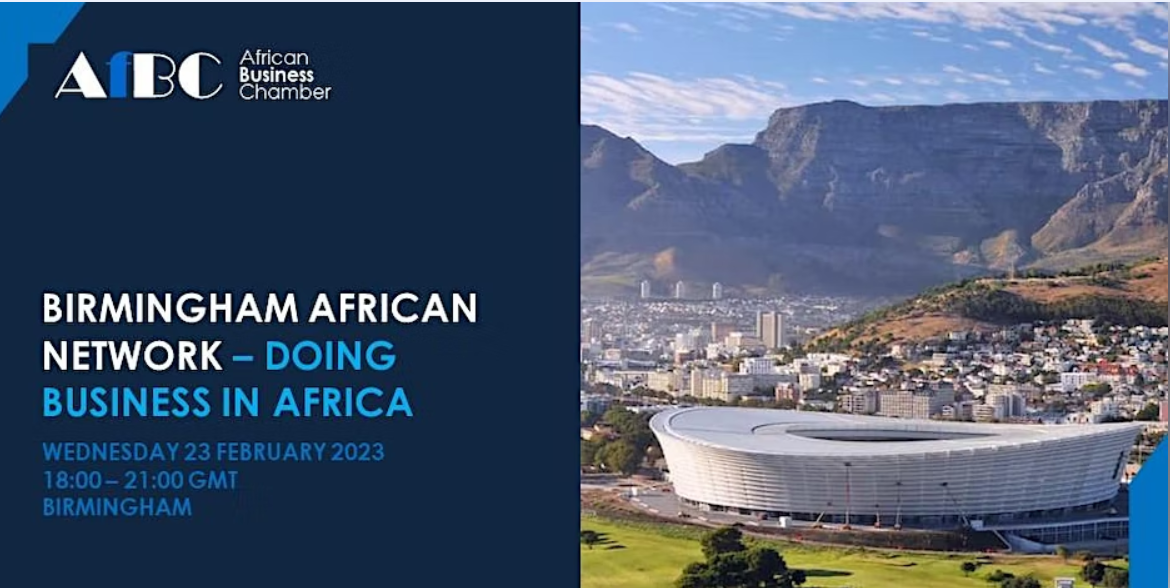 AfBC
African
Business
Chamber
BIRMINGHAM AFRICAN
NETWORK – DOING
BUSINESS IN AFRICA
WEDNESDAY 23 FEBRUARY 2023
18:00 – 21:00 GMT
BIRMINGHAM